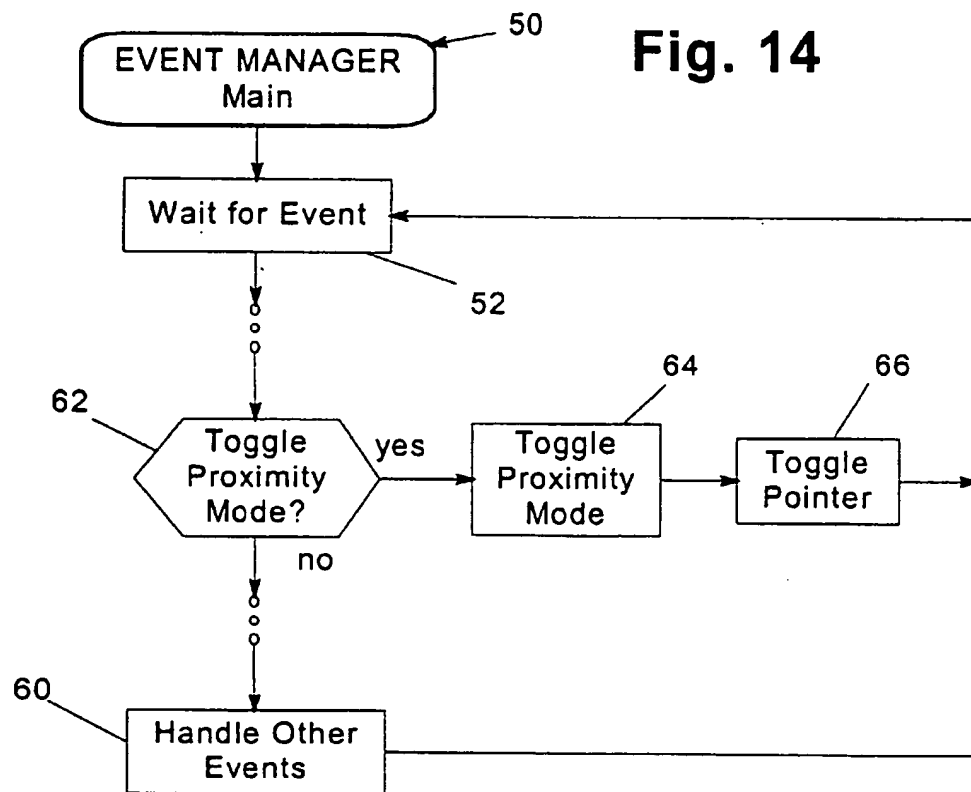 50
Fig. 14
EVENT MANAGER
Main
Wait for Event
52
62
Toggle
Proximity
Mode?
yes
no
64
Toggle
Proximity
Mode
66
Toggle
Pointer
60
Handle Other
Events